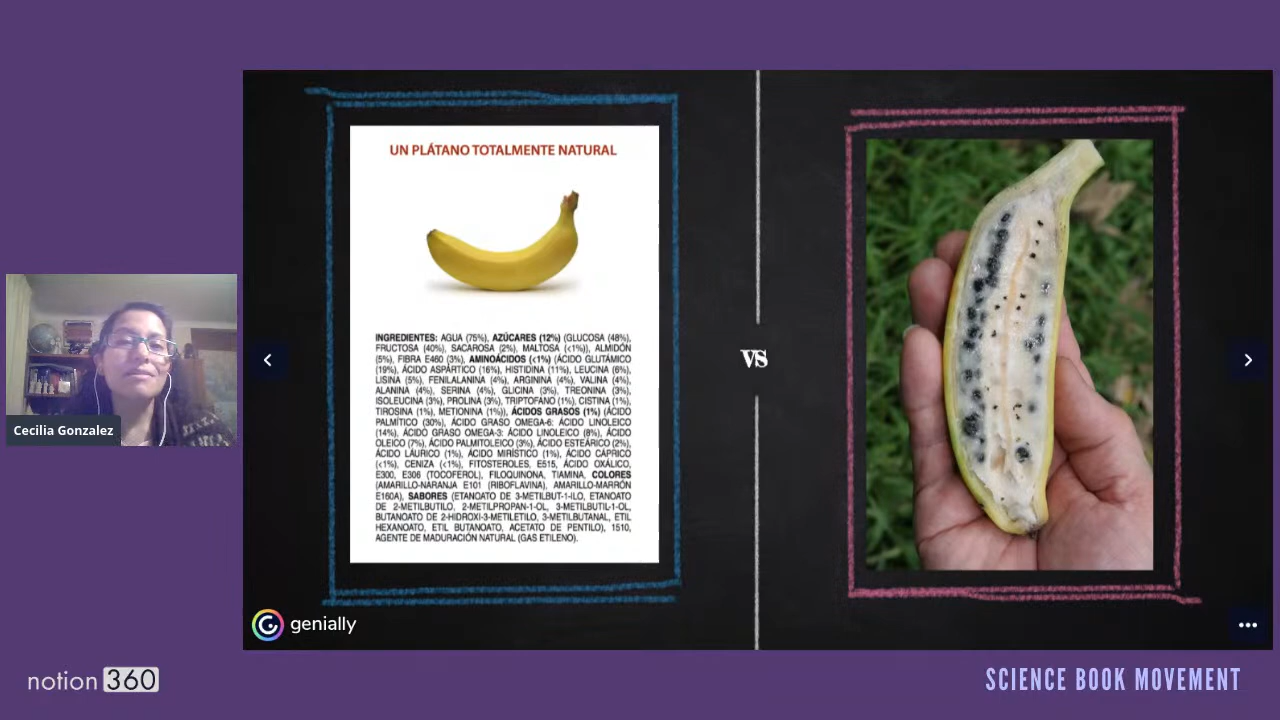 UN PLÁTANO TOTALMENTE NATURAL
INGREDIENTES: AGUA (75%), AZÚCARES (12%) (GLUCOSA (48%),
FRUCTOSA (40%), SACAROSA (2%), MALTOSA (<1%)), ALMIDÓN
(5%), FIBRA E460 (3%), AMINOÁCIDOS (<1%) (ÁCIDO GLUTÁMICO
(19%), ÁCIDO ASPÁRTICO (16%), HISTIDINA (11%), LEUCINA (6%),
LISINA (5%), FENILALANINA (4%), ARGININA (4%), VALINA (4%),
ALANINA (4%), SERINA (4%), GLICINA (3%), TREONINA (3%),
ISOLEUCINA (3%), PROLINA (3%), TRIPTOFANO (1%), CISTINA (1%),
TIROSINA (1%), METIONINA (1%)), ÁCIDOS GRASOS (1%) (ÁCIDO
PALMÍTICO (30%), ÁCIDO GRASO OMEGA-6: ÁCIDO LINOLEICO
(14%), ÁCIDO GRASO OMEGA-3: ÁCIDO LINOLEICO (8%), ÁCIDO
OLEICO (7%), ÁCIDO PALMITOLEICO (3%), ÁCIDO ESTEÁRICO (2%),
ÁCIDO LÁURICO (1%), ÁCIDO MIRÍSTICO (1%), ÁCIDO CÁPRICO
(<1%), CENIZA (<1%), FITOSTEROLES, E515, ÁCIDO OXÁLICO,
E300, E306 (TOCOFEROL), FILOQUINONA, TIAMINA, COLORES
(AMARILLO-NARANJA E101 (RIBOFLAVINA), AMARILLO-MARRÓN
E160A), SABORES (ETANOATO DE 3-METILBUT-1-ILO, ETANOATO
DE 2-METILBUTILO, 2-METILPROPAN-1-OL, 3-METILBUTIL-1-OL,
BUTANOATO DE 2-HIDROXI-3-METILETILO, 3-METILBUTANAL, ETIL
HEXANOATO, ETIL BUTANOATO, ACETATO DE PENTILO), 1510,
AGENTE DE MADURACIÓN NATURAL (GAS ETILENO).
VS
Cecilia Gonzalez
genially
notion 360
SCIENCE BOOK MOVEMENT